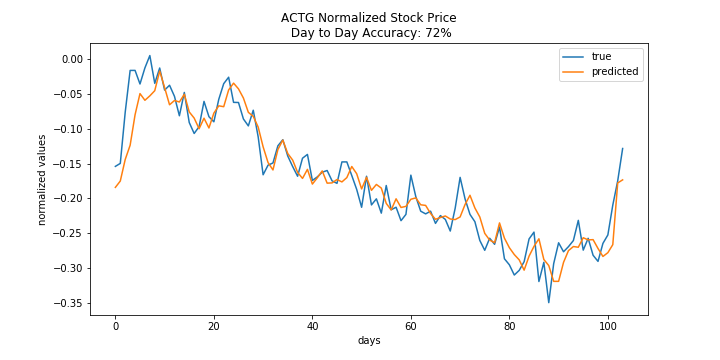 ACTG Normalized Stock Price
Day to Day Accuracy: 72%
true
predicted
normalized values
0.00
−0.05
−0.10
−0.15
−0.20
−0.25
−0.30
−0.35
0
20
40
60
80
100
days